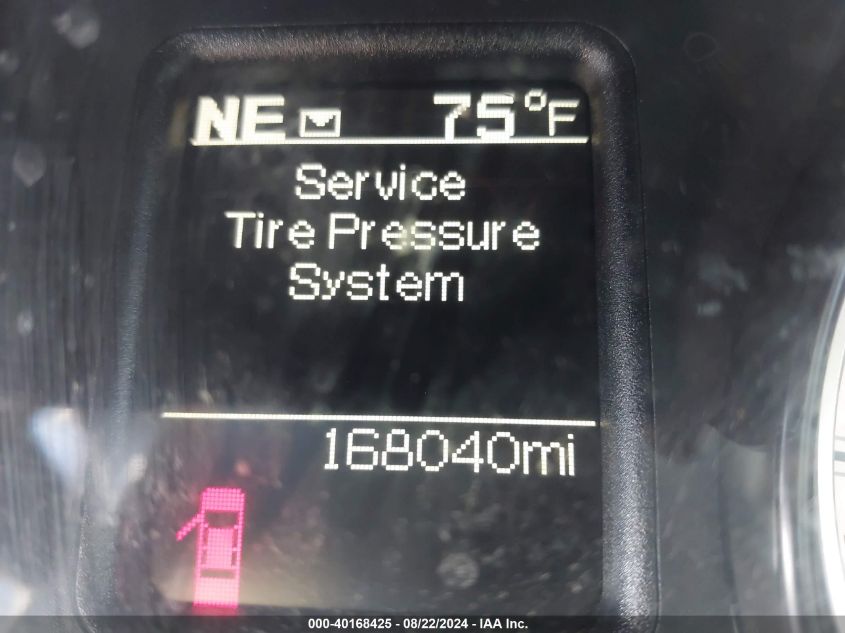 NE 75°F
Service
Tire Pressure
System
168040mi
000-40168425 - 08/22/2024 - IAA Inc.